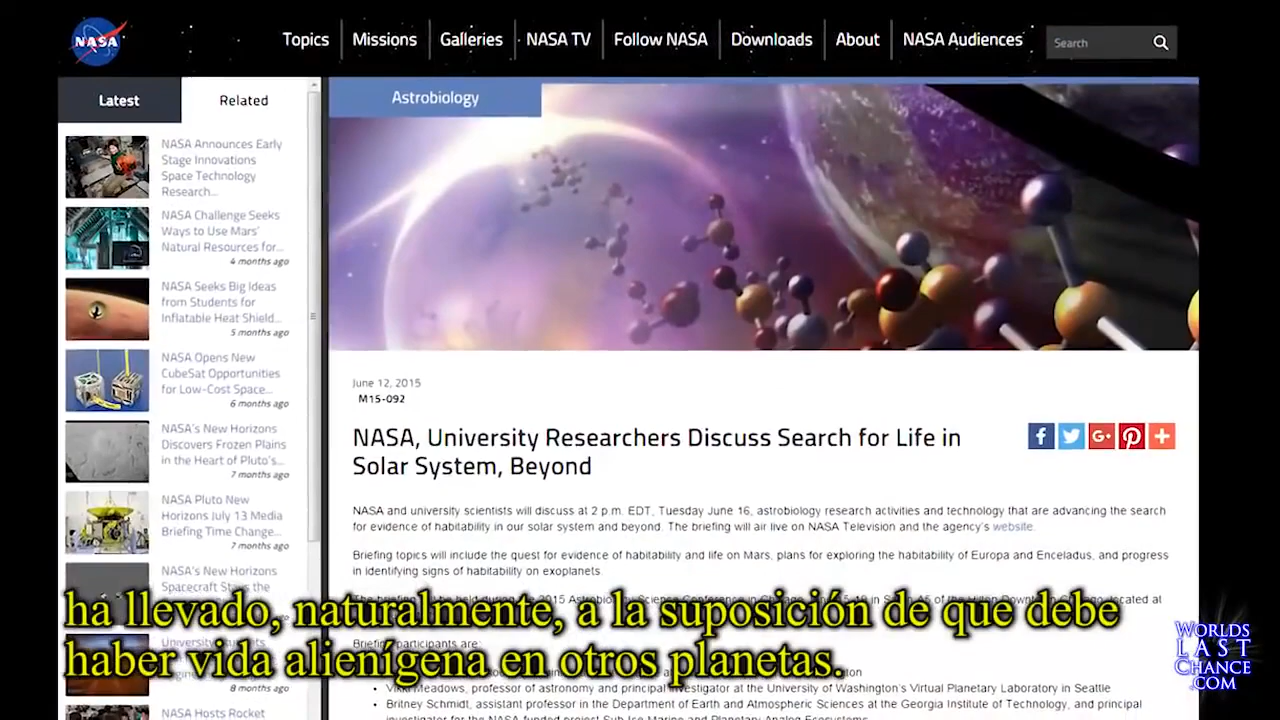 NASA
Topics
Missions
Galleries
NASA TV
Follow NASA
Downloads
About
NASA Audiences
Search
Latest
Related
NASA Announces Early
Stage Innovations
Space Technology
Research...
NASA Challenge Seeks
Ways to Use Mars'
Natural Resources for...
4 months ago
NASA Seeks Big Ideas
from Students for
Inflatable Heat Shield...
5 months ago
NASA Opens New
CubeSat Opportunities
for Low-Cost Space...
6 months ago
NASA's New Horizons
Discovers Frozen Plains
in the Heart of Pluto's...
7 months ago
NASA Pluto New
Horizons July 13 Media
Briefing Time Change...
7 months ago
NASA's New Horizons
Spacecraft Stays the
8 months ago
NASA Hosts Rocket
Astrobiology
June 12, 2015
M15-092
NASA, University Researchers Discuss Search for Life in
Solar System, Beyond
NASA and university scientists will discuss at 2 p.m. EDT, Tuesday June 16, astrobiology research activities and technology that are advancing the search
for evidence of habitability in our solar system and beyond. The briefing will air live on NASA Television and the agency's website.
Briefing topics will include the quest for evidence of habitability and life on Mars, plans for exploring the habitability of Europa and Enceladus, and progress
in identifying signs of habitability on exoplanets.
Briefing participants are:
Vikki Meadows, professor of astronomy and principal investigator at the University of Washington's Virtual Planetary Laboratory in Seattle
Britney Schmidt, assistant professor in the Department of Earth and Atmospheric Sciences at the Georgia Institute of Technology, and principal
ha llevado, naturalmente, a la suposición de que debe
haber vida alienígena en otros planetas.
WORLDS
LAST
CHANCE
.COM